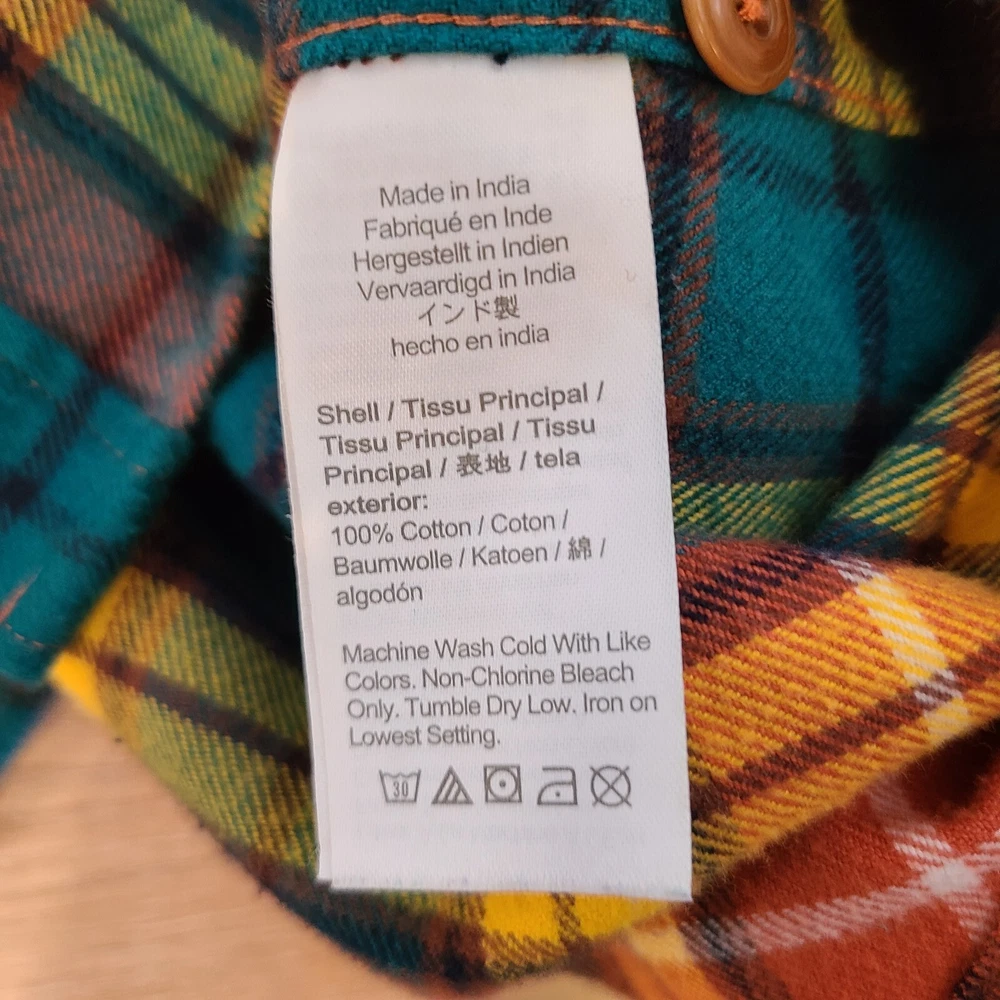 Made in India
Fabriqué en Inde
Hergestellt in Indien
Vervaardigd in India
インド製
hecho en india
Shell / Tissu Principal /
Tissu Principal / Tissu
Principal / 表地 / tela
exterior:
100% Cotton / Coton /
Baumwolle / Katoen / 綿 /
algodón
Machine Wash Cold With Like
Colors. Non-Chlorine Bleach
Only. Tumble Dry Low. Iron on
Lowest Setting.
30